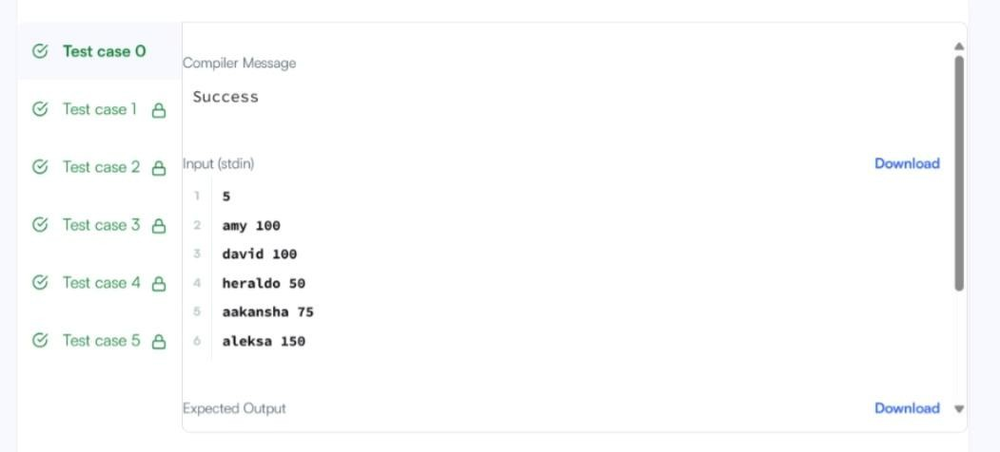 Test case 0
Test case 1
Test case 2
Test case 3
Test case 4
Test case 5
Compiler Message
Success
Input (stdin)
Download
1 5
2 amy 100
3 david 100
4 heraldo 50
5 aakansha 75
6 aleksa 150
Expected Output
Download